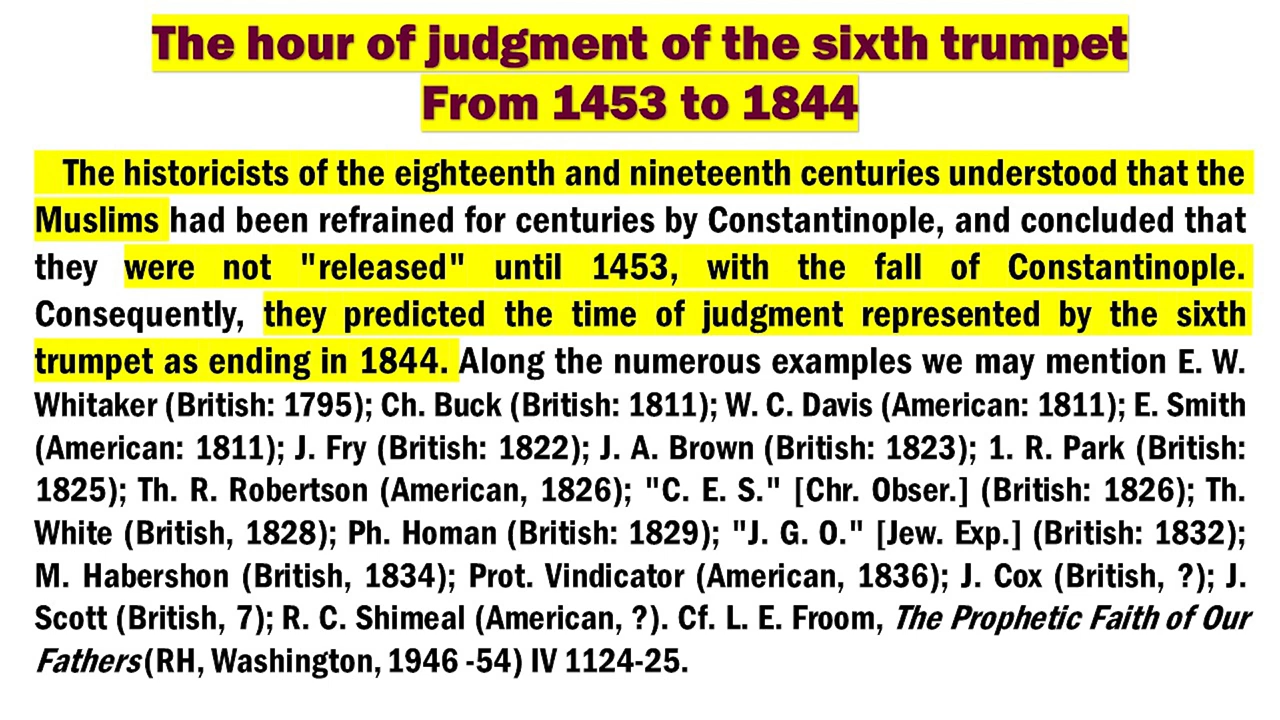 The hour of judgment of the sixth trumpet
From 1453 to 1844
The historicists of the eighteenth and nineteenth centuries understood that the
Muslims had been refrained for centuries by Constantinople, and concluded that
they were not "released" until 1453, with the fall of Constantinople.
Consequently, they predicted the time of judgment represented by the sixth
trumpet as ending in 1844. Along the numerous examples we may mention E. W.
Whitaker (British: 1795); Ch. Buck (British: 1811); W. C. Davis (American: 1811); E. Smith
(American: 1811); J. Fry (British: 1822); J. A. Brown (British: 1823); 1. R. Park (British:
1825); Th. R. Robertson (American, 1826); "C. E. S." [Chr. Obser.] (British: 1826); Th.
White (British, 1828); Ph. Homan (British: 1829); "J. G. O." [Jew. Exp.] (British: 1832);
M. Habershon (British, 1834); Prot. Vindicator (American, 1836); J. Cox (British, ?); J.
Scott (British, 7); R. C. Shimeal (American, ?). Cf. L. E. Froom, The Prophetic Faith of Our
Fathers (RH, Washington, 1946 -54) IV 1124-25.